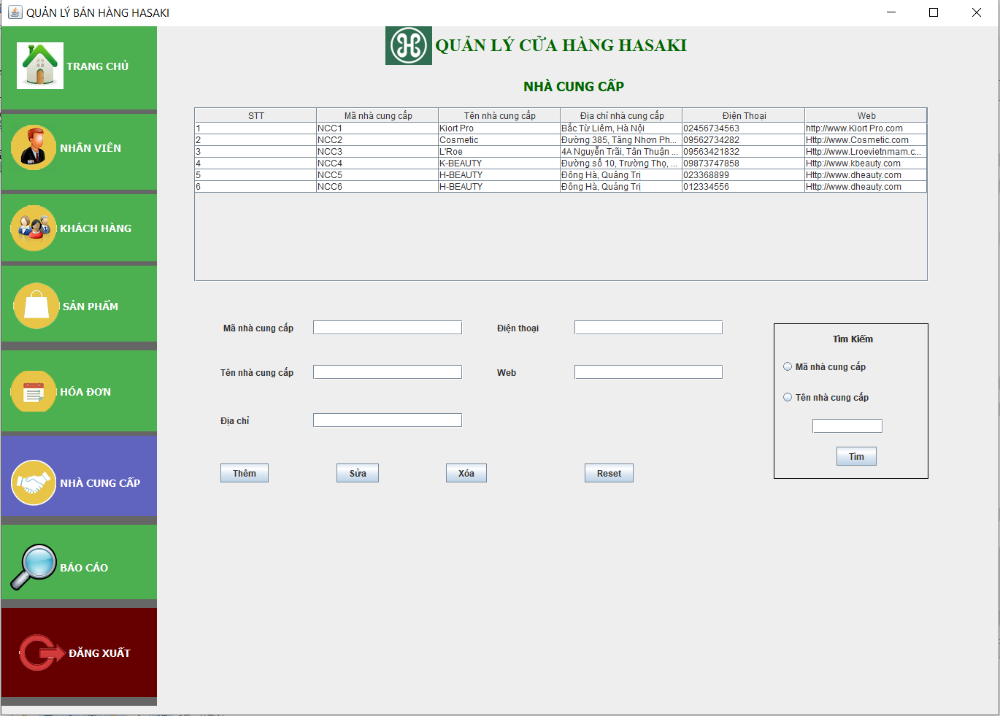 QUẢN LÝ BÁN HÀNG HASAKI
QUẢN LÝ CỬA HÀNG HASAKI
TRANG CHỦ
NHÂN VIÊN
KHÁCH HÀNG
SẢN PHẨM
HÓA ĐƠN
NHÀ CUNG CẤP
BÁO CÁO
ĐĂNG XUẤT
NHÀ CUNG CẤP
STT Mã nhà cung cấp Tên nhà cung cấp Địa chỉ nhà cung cấp Điện Thoại Web
1 NCC1 Kiort Pro Bắc Từ Liêm, Hà Nội 02456734563 http://www.Kiort Pro.com
2 NCC2 Cosmetic Đường 385, Tăng Nhơn Ph... 09562734282 Http://www.Cosmetic.com
3 NCC3 L'Roe 4A Nguyễn Trãi, Tân Thuận ... 09563421832 Http://www.Lroevietnmam.c...
4 NCC4 K-BEAUTY Đường số 10, Trường Thọ, ... 09873747858 Http://www.kbeauty.com
5 NCC5 H-BEAUTY Đông Hà, Quảng Trị 023368899 Http://www.dheauty.com
6 NCC6 H-BEAUTY Đông Hà, Quảng Trị 012334556 Http://www.dheauty.com
Mã nhà cung cấp Điện thoại
Tên nhà cung cấp Web
Địa chỉ
Thêm Sửa Xóa Reset
Tìm Kiếm
Mã nhà cung cấp
Tên nhà cung cấp
Tìm